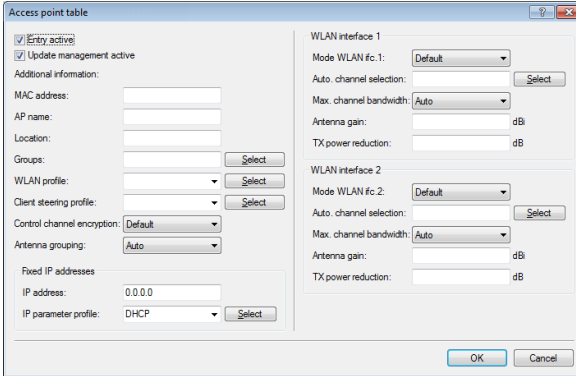 Access point table
Entry active
Update management active
Additional information:
MAC address:
AP name:
Location:
Groups: Select
WLAN profile: Select
Client steering profile: Select
Control channel encryption: Default
Antenna grouping: Auto
Fixed IP addresses
IP address: 0.0.0.0
IP parameter profile: DHCP Select
WLAN interface 1
Mode WLAN ifc.1: Default
Auto. channel selection: Select
Max. channel bandwidth: Auto
Antenna gain: dBi
TX power reduction: dB
WLAN interface 2
Mode WLAN ifc.2: Default
Auto. channel selection: Select
Max. channel bandwidth: Auto
Antenna gain: dBi
TX power reduction: dB
OK Cancel